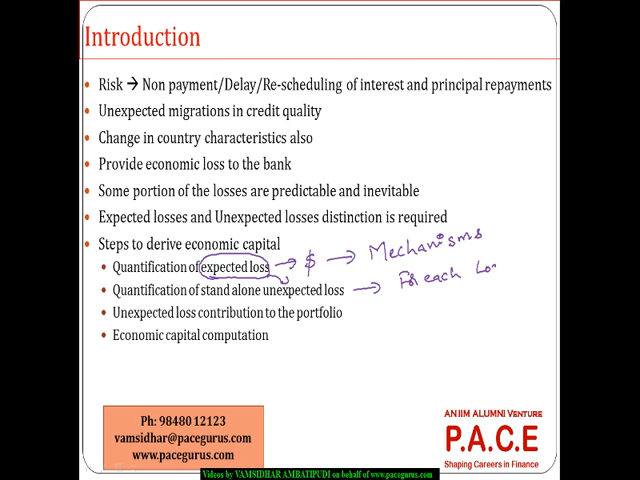 Introduction
Risk → Non payment/Delay/Re-scheduling of interest and principal repayments
Unexpected migrations in credit quality
Change in country characteristics also
Provide economic loss to the bank
Some portion of the losses are predictable and inevitable
Expected losses and Unexpected losses distinction is required
Steps to derive economic capital
Quantification of expected loss → $ → Mechanisms
Quantification of stand alone unexpected loss → For each
Unexpected loss contribution to the portfolio
Economic capital computation
Ph: 98480 12123
vamsidhar@pacegurus.com
www.pacegurus.com
AN IIM ALUMNI VENTURE
P.A.C.E
Shaping Careers in Finance
Videos by VAMSIDHAR AMBATIPUDI on behalf of www.pacegurus.com